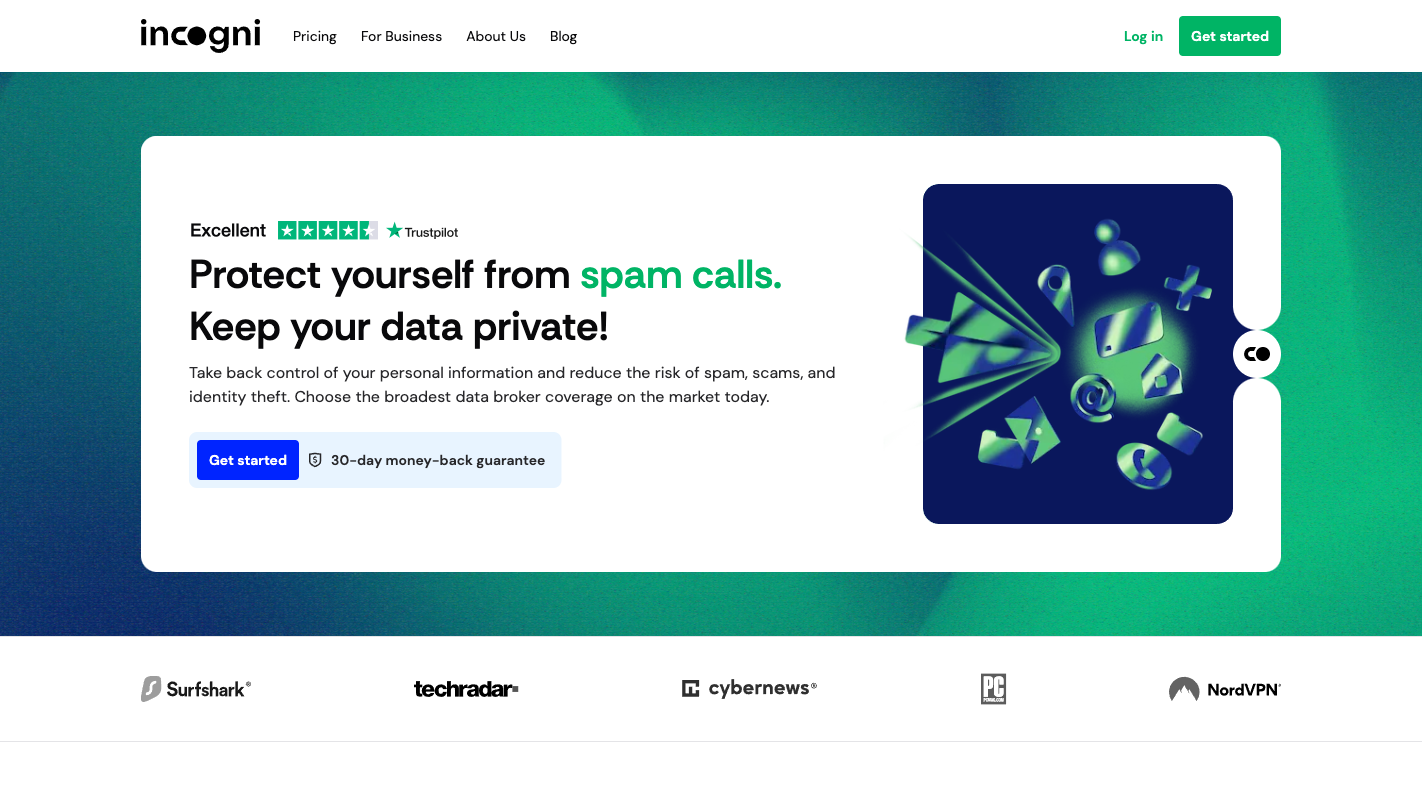 incogni
Pricing
For Business
About Us
Blog
Log in
Get started
Excellent
Trustpilot
Protect yourself from spam calls.
Keep your data private!
Take back control of your personal information and reduce the risk of spam, scams, and
identity theft. Choose the broadest data broker coverage on the market today.
Get started
30-day money-back guarantee
Surfshark®
techradar
cybernews®
PC
NordVPN